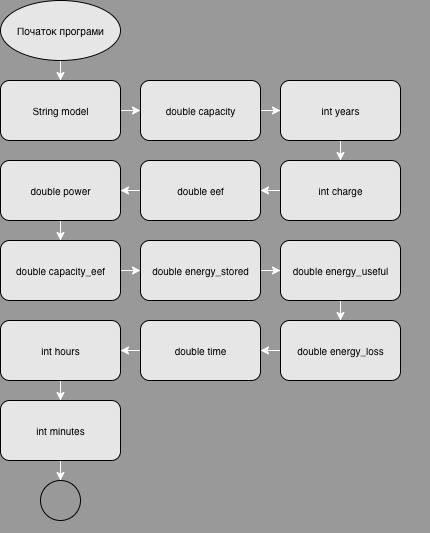 Початок програми
String model
double capacity
int years
int charge
double eef
double power
double capacity_eef
double energy_stored
double energy_useful
double energy_loss
double time
int hours
int minutes